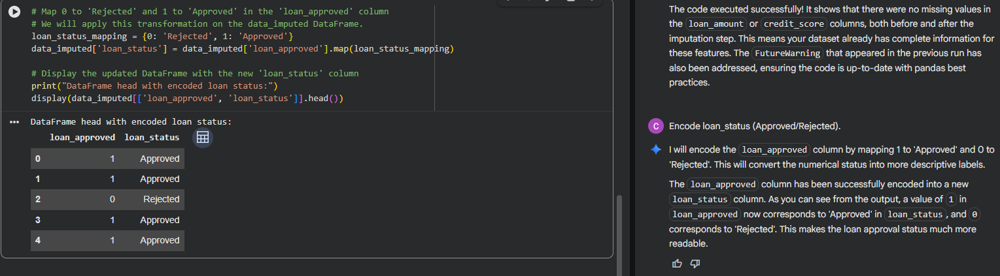 # Map 0 to 'Rejected' and 1 to 'Approved' in the 'loan_approved' column
# We will apply this transformation on the data_imputed DataFrame.
loan_status_mapping = {0: 'Rejected', 1: 'Approved'}
data_imputed['loan_status'] = data_imputed['loan_approved'].map(loan_status_mapping)
# Display the updated DataFrame with the new 'loan_status' column
print("DataFrame head with encoded loan status:")
display(data_imputed[['loan_approved', 'loan_status']].head())
DataFrame head with encoded loan status:
loan_approved loan_status
0 1 Approved
1 1 Approved
2 0 Rejected
3 1 Approved
4 1 Approved
The code executed successfully! It shows that there were no missing values in
the loan_amount or credit_score columns, both before and after the
imputation step. This means your dataset already has complete information for
these features. The FutureWarning that appeared in the previous run has
also been addressed, ensuring the code is up-to-date with pandas best
practices.
C Encode loan_status (Approved/Rejected).
I will encode the loan_approved column by mapping 1 to 'Approved' and 0 to
'Rejected'. This will convert the numerical status into more descriptive labels.
The loan_approved column has been successfully encoded into a new
loan_status column. As you can see from the output, a value of 1 in
loan_approved now corresponds to 'Approved' in loan_status, and 0
corresponds to 'Rejected'. This makes the loan approval status much more
readable.